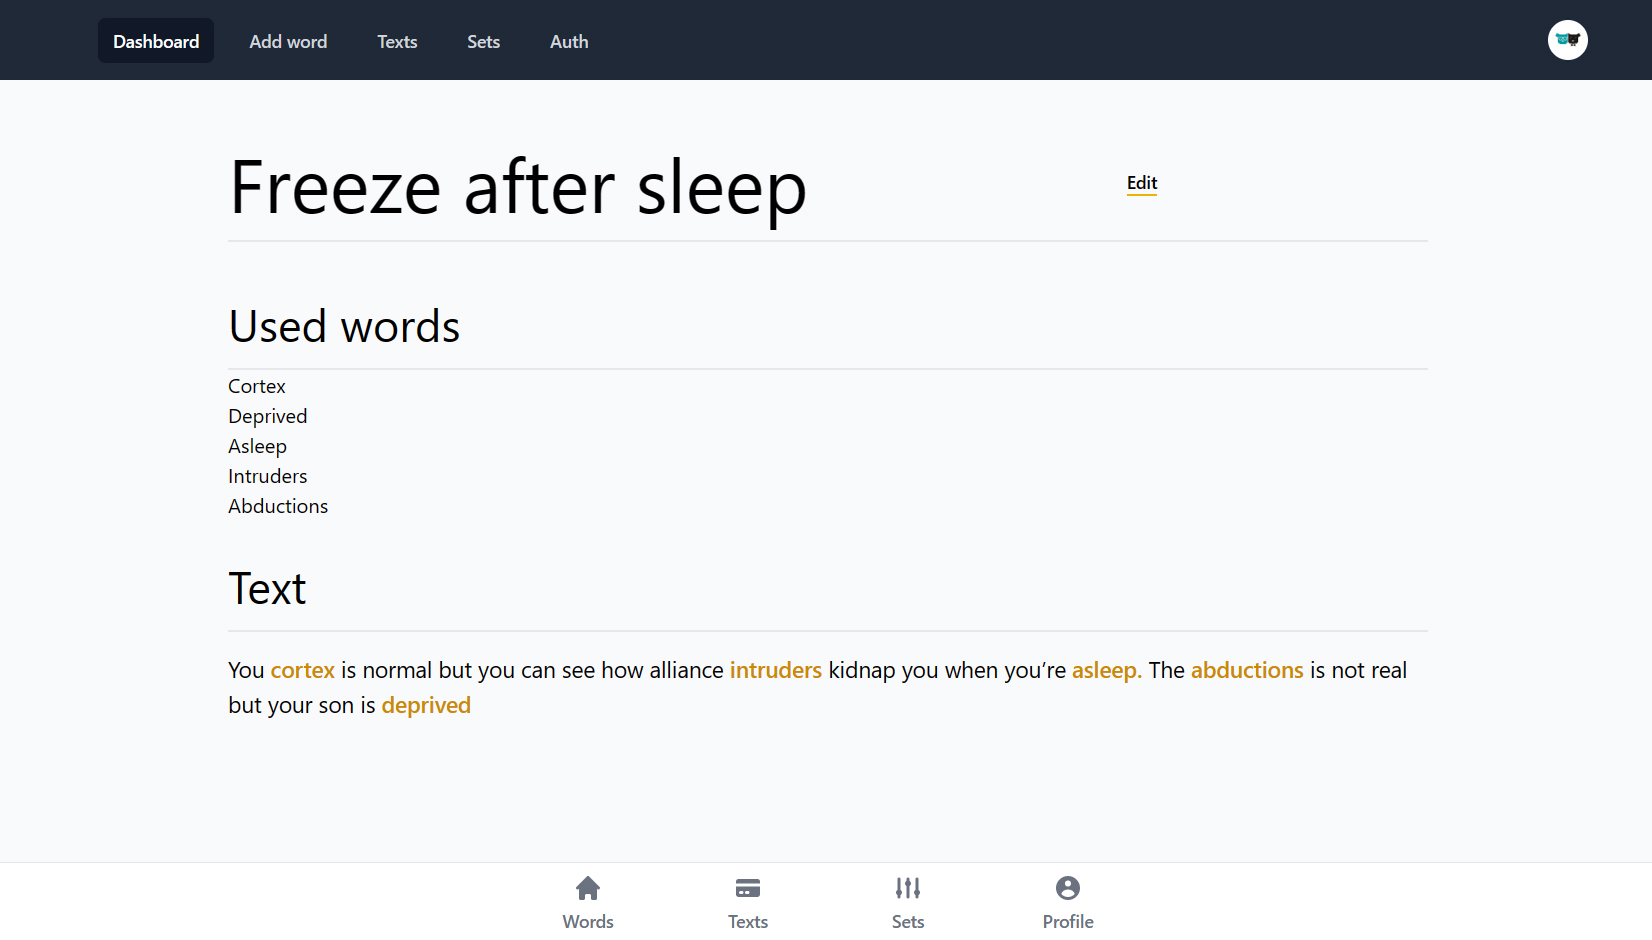 Dashboard Add word Texts Sets Auth
Freeze after sleep
Edit
Used words
Cortex
Deprived
Asleep
Intruders
Abductions
Text
You cortex is normal but you can see how alliance intruders kidnap you when you’re asleep. The abductions is not real
but your son is deprived
Words Texts Sets Profile